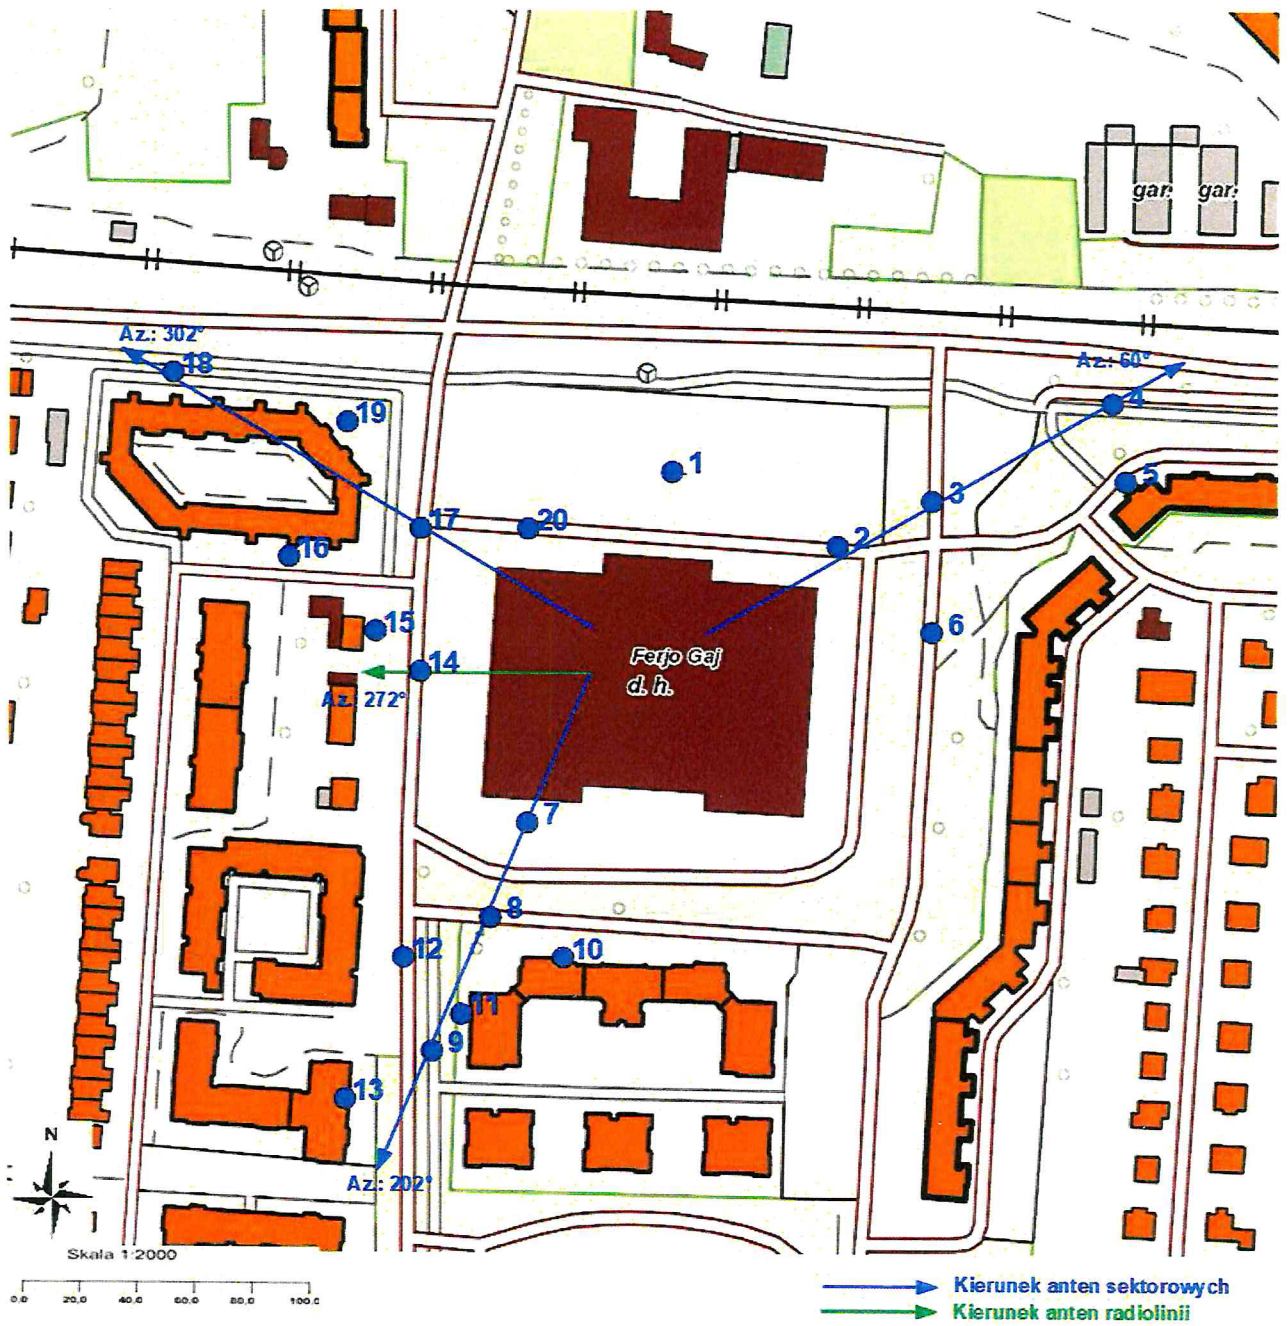 gar.
gar.
Az.: 302°
18
Az.: 60°
4
19
1
5
3
17
20
2
16
15
6
Ferjo Gaj
d. h.
14
Az.: 272°
7
8
12
10
11
9
13
N
Az.: 202°
Skala 1:2000
0,0 20,0 40,0 60,0 80,0 100,0
Kierunek anten sektorowych
Kierunek anten radiolinii